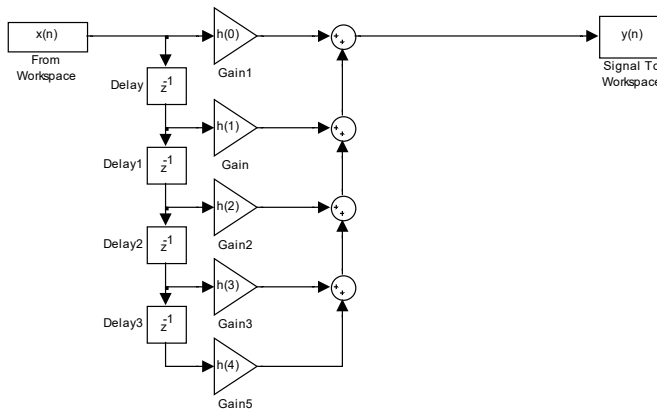 x(n)
From
Workspace
h(0)
Gain1
y(n)
Signal To
Workspace
Delay
z-1
h(1)
Gain
Delay1
z-1
h(2)
Gain2
Delay2
z-1
h(3)
Gain3
Delay3
z-1
h(4)
Gain5